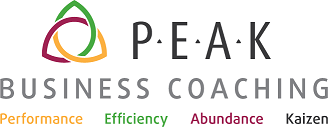 P·E·A·K
BUSINESS COACHING
Performance Efficiency Abundance Kaizen